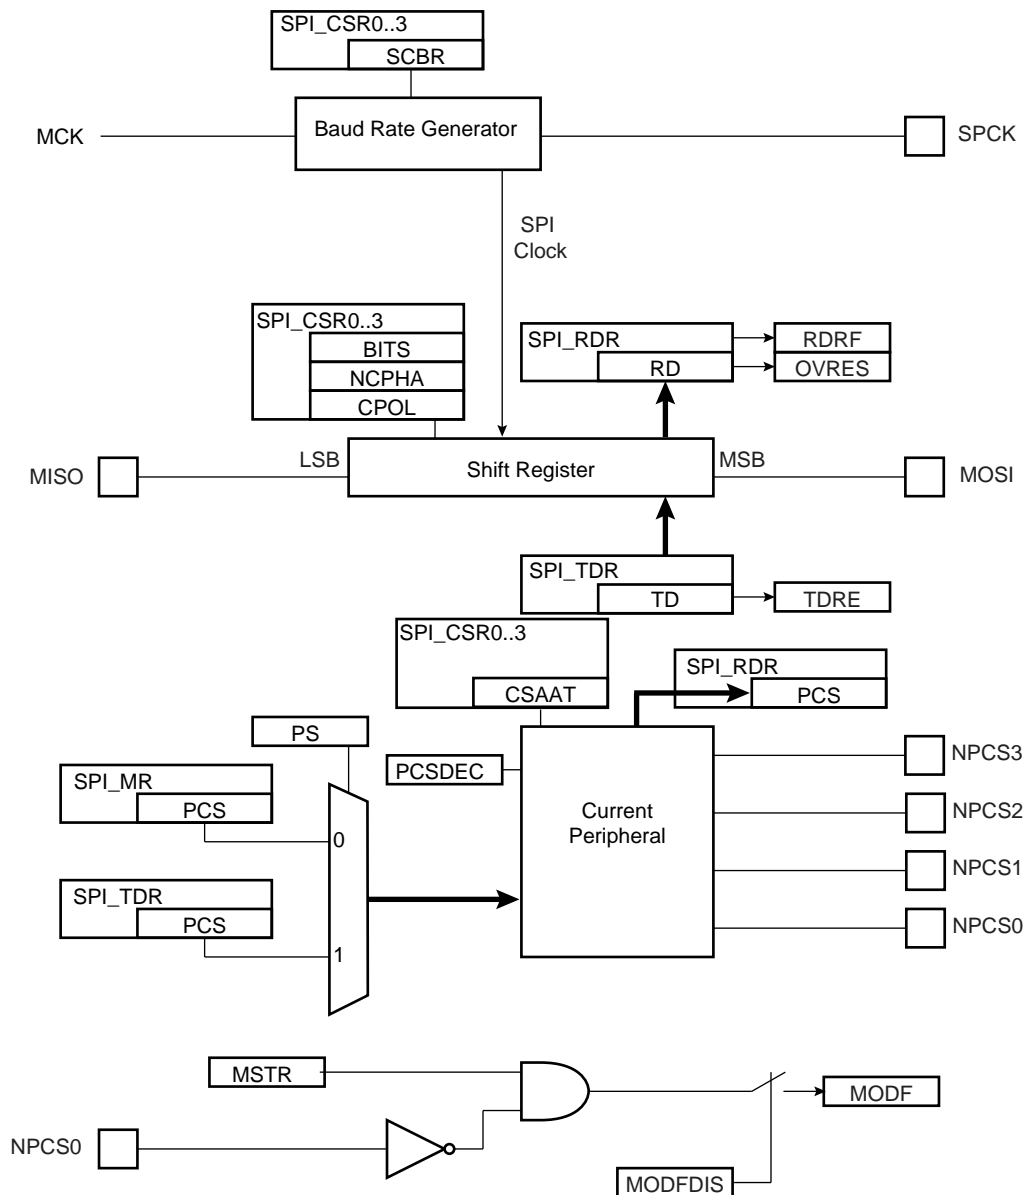 SPI_CSR0..3
SCBR
MCK
Baud Rate Generator
SPCK
SPI
Clock
SPI_CSR0..3
BITS
NCPHA
CPOL
SPI_RDR
RD
RDRF
OVRES
MISO
LSB
Shift Register
MSB
MOSI
SPI_TDR
TD
TDRE
SPI_CSR0..3
CSAAT
SPI_RDR
PCS
PS
PCSDEC
SPI_MR
PCS
0
Current
Peripheral
NPCS3
NPCS2
NPCS1
NPCS0
SPI_TDR
PCS
1
MSTR
MODF
NPCS0
MODFDIS